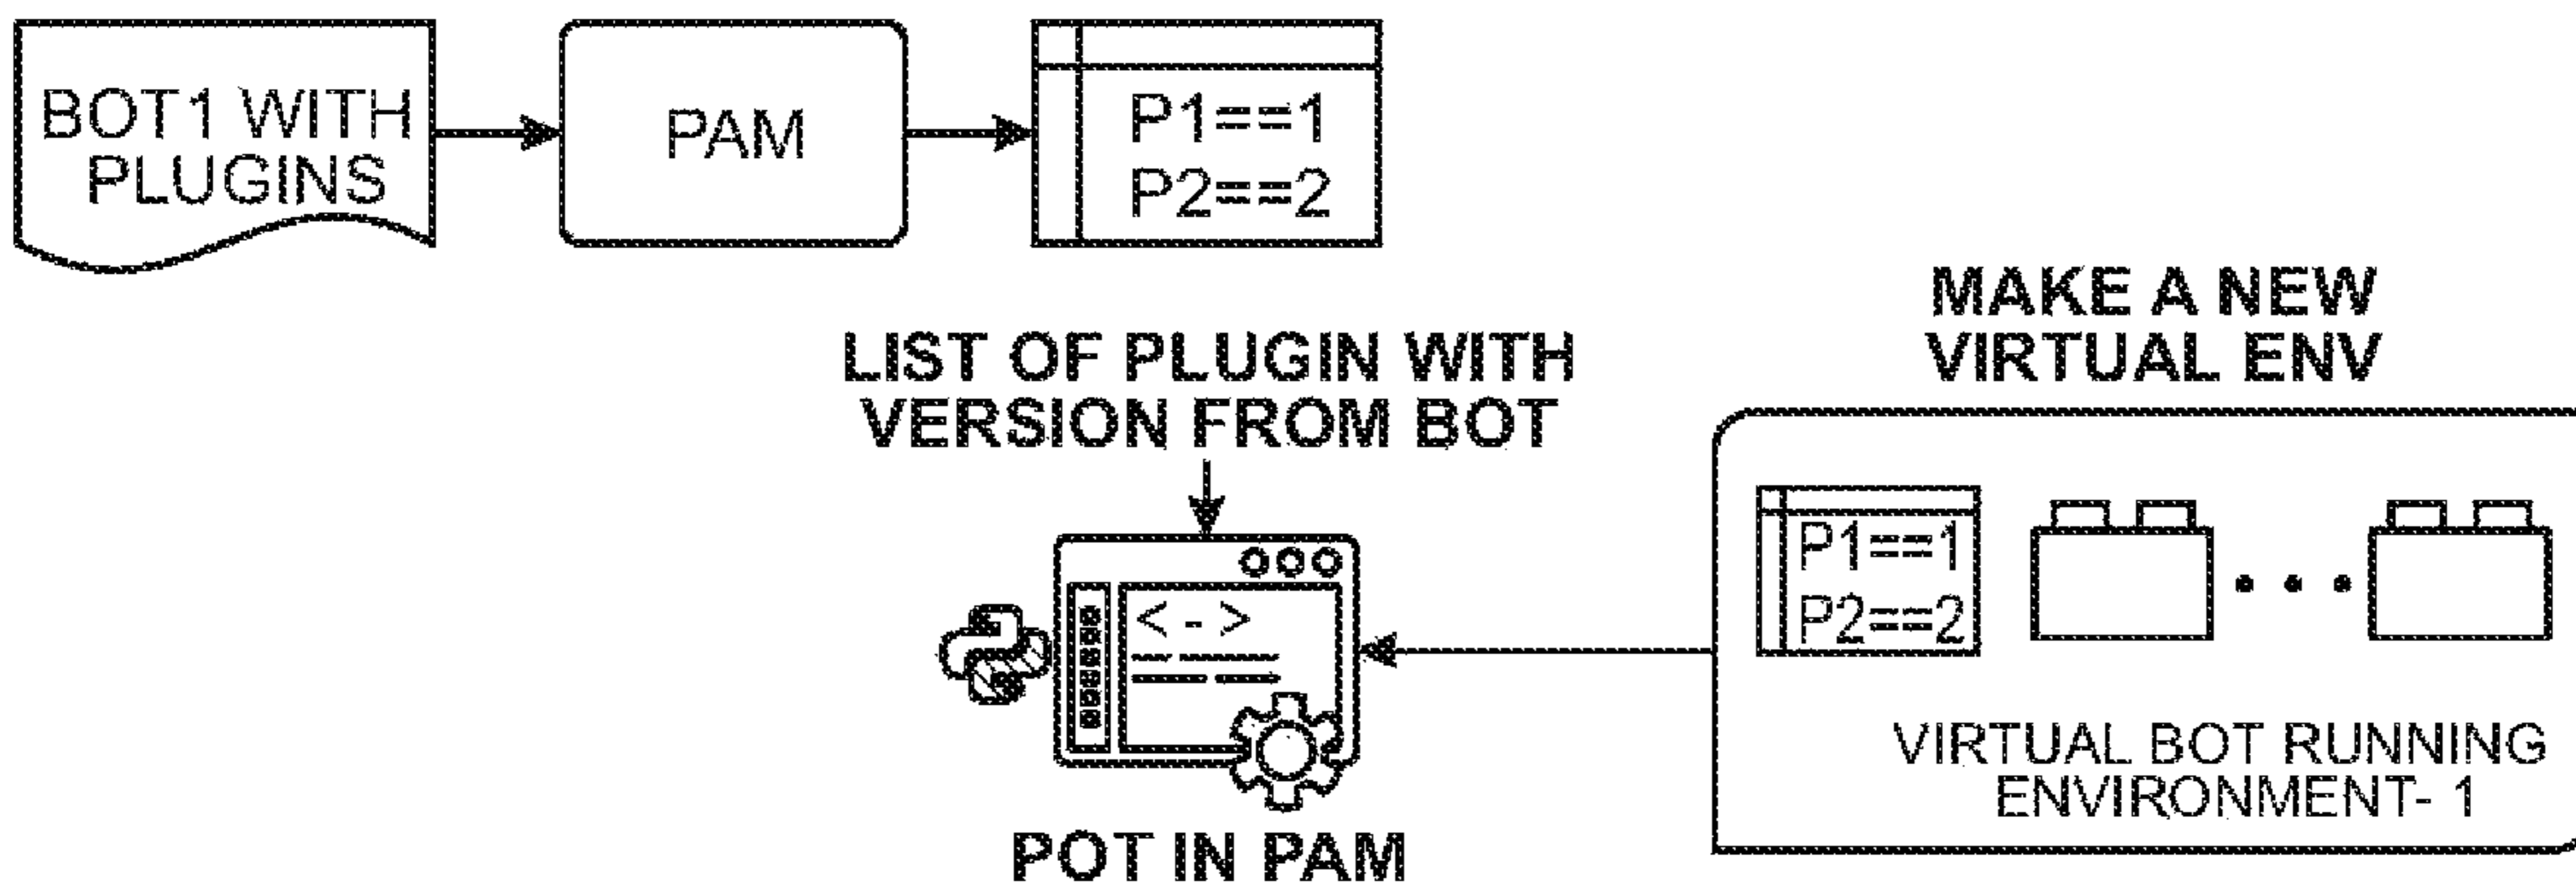 BOT1 WITH
PLUGINS
PAM
P1==1
P2==2
LIST OF PLUGIN WITH
VERSION FROM BOT
MAKE A NEW
VIRTUAL ENV
< - >
P1==1
P2==2
VIRTUAL BOT RUNNING
ENVIRONMENT- 1
POT IN PAM